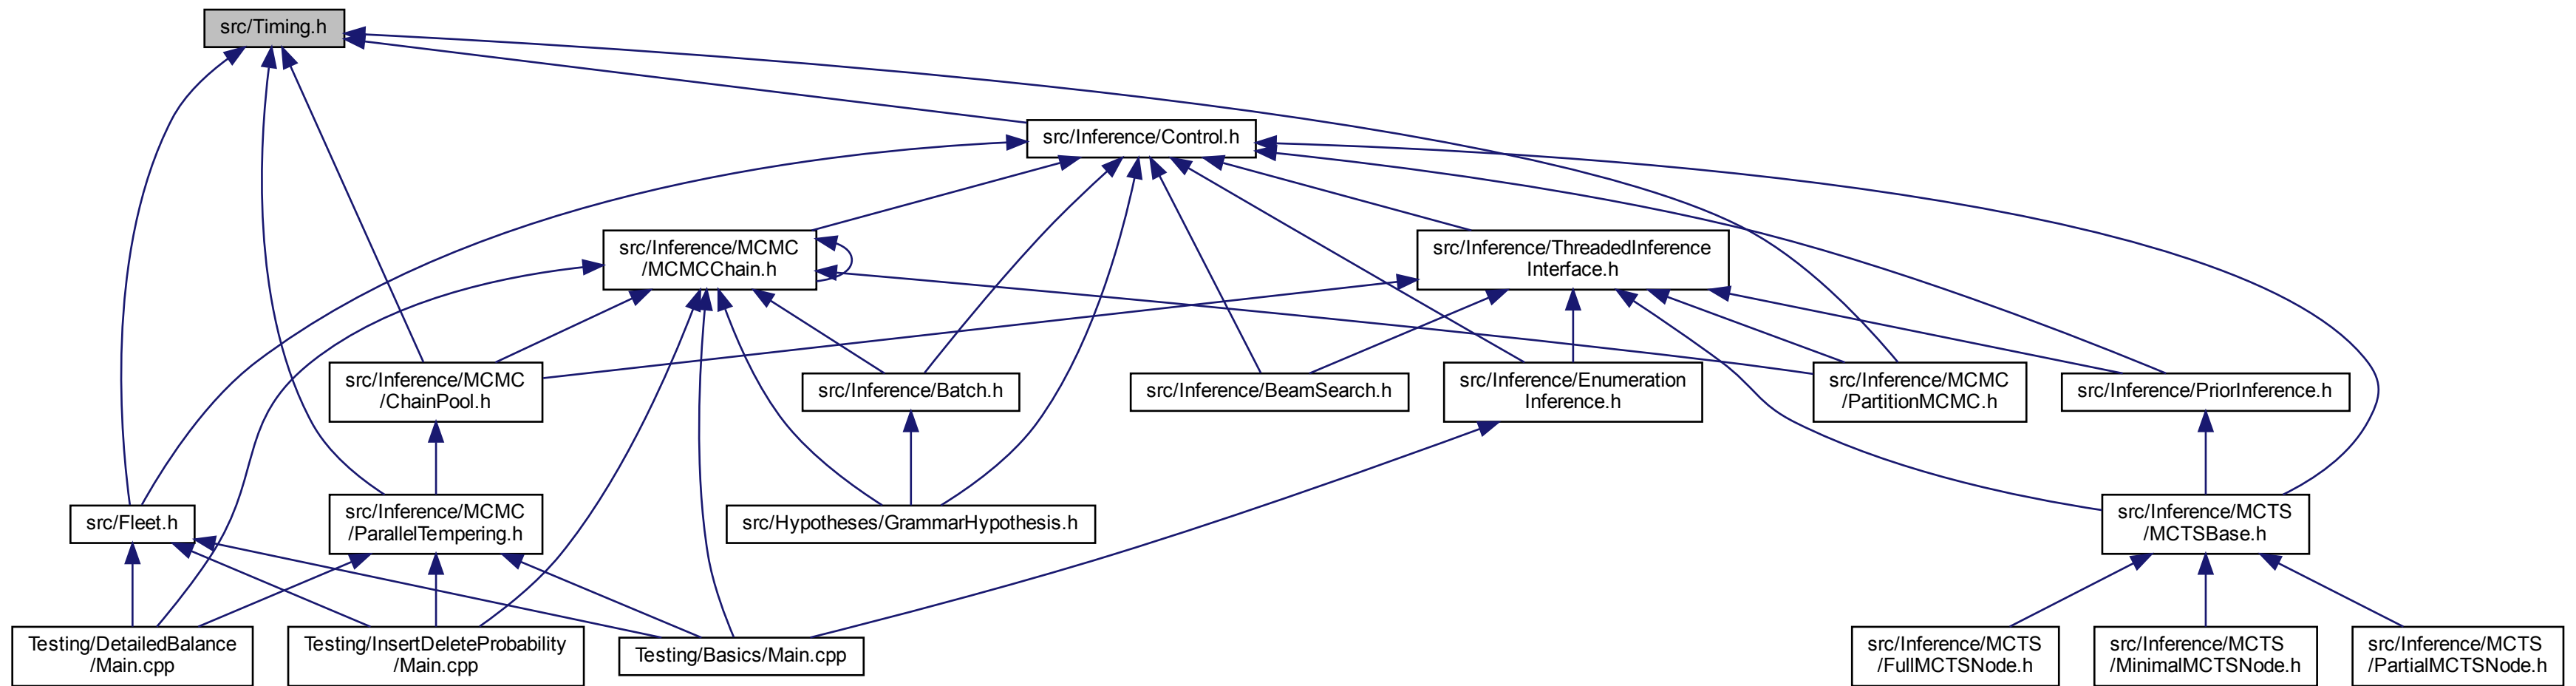 src/Timing.h
src/Inference/Control.h
src/Inference/MCMC
/MCMCChain.h
src/Inference/ThreadedInference
Interface.h
src/Inference/MCMC
/ChainPool.h
src/Inference/Batch.h
src/Inference/BeamSearch.h
src/Inference/Enumeration
Inference.h
src/Inference/MCMC
/PartitionMCMC.h
src/Inference/PriorInference.h
src/Fleet.h
src/Inference/MCMC
/ParallelTempering.h
src/Hypotheses/GrammarHypothesis.h
src/Inference/MCTS
/MCTSBase.h
Testing/DetailedBalance
/Main.cpp
Testing/InsertDeleteProbability
/Main.cpp
Testing/Basics/Main.cpp
src/Inference/MCTS
/FullMCTSNode.h
src/Inference/MCTS
/MinimalMCTSNode.h
src/Inference/MCTS
/PartialMCTSNode.h